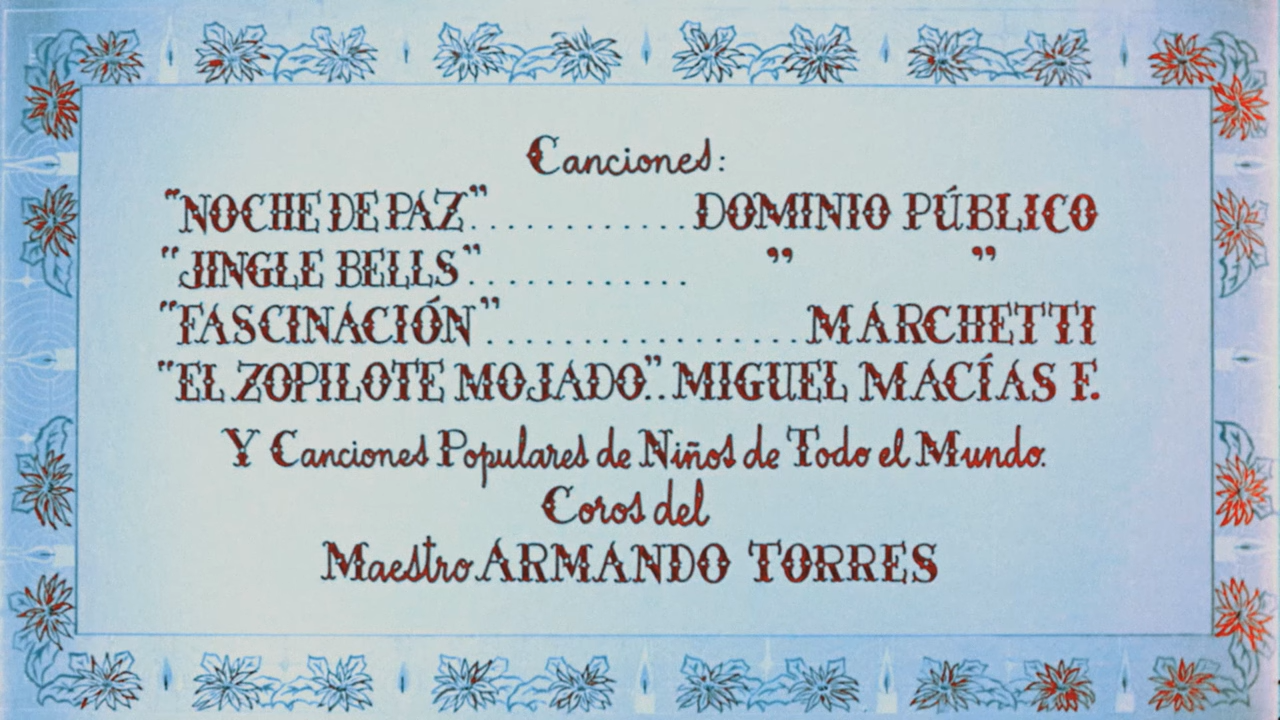 Canciones:
"NOCHE DE PAZ"............DOMINIO PÚBLICO
"JINGLE BELLS"............ " "
"FASCINACIÓN"..................MARCHETTI
"EL ZOPILOTE MOJADO"..MIGUEL MACÍAS F.
Y Canciones Populares de Niños de Todo el Mundo.
Coros del
Maestro ARMANDO TORRES